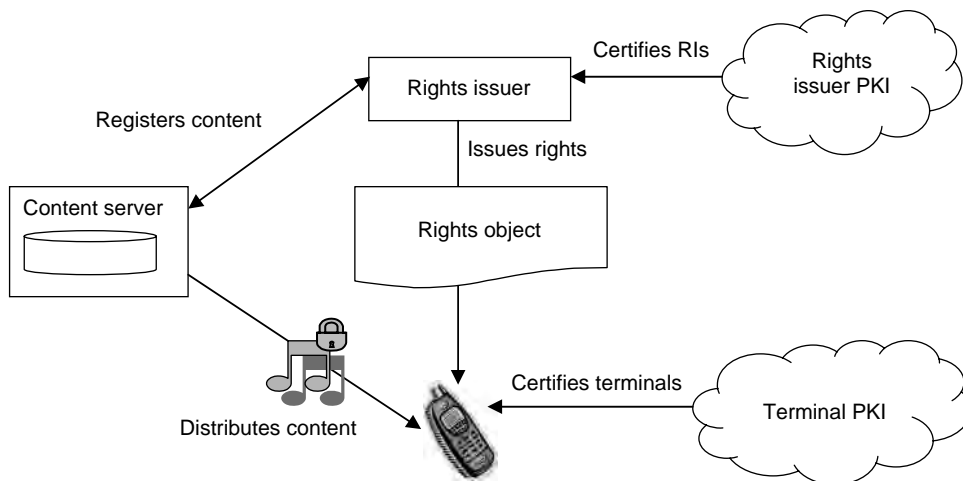 Certifies RIs
Rights
issuer PKI
Rights issuer
Registers content
Issues rights
Content server
Rights object
Certifies terminals
Terminal PKI
Distributes content